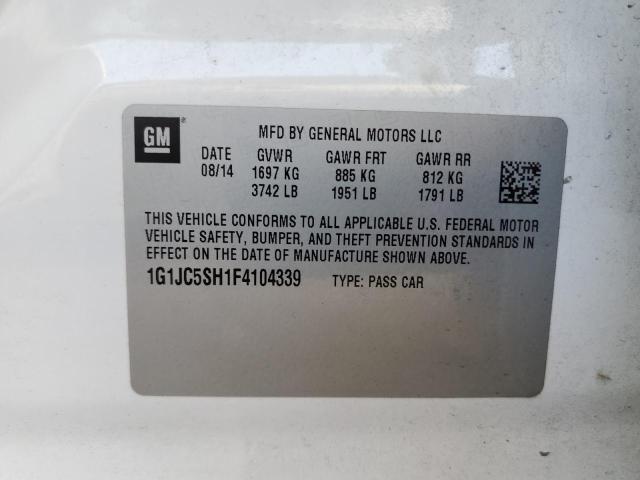 GM ® MFD BY GENERAL MOTORS LLC
DATE GVWR GAWR FRT GAWR RR
08/14 1697 KG 885 KG 812 KG
3742 LB 1951 LB 1791 LB
THIS VEHICLE CONFORMS TO ALL APPLICABLE U.S. FEDERAL MOTOR
VEHICLE SAFETY, BUMPER, AND THEFT PREVENTION STANDARDS IN
EFFECT ON THE DATE OF MANUFACTURE SHOWN ABOVE.
1G1JC5SH1F4104339 TYPE: PASS CAR